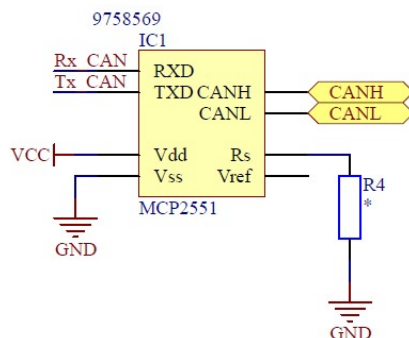 9758569
IC1
Rx CAN
RXD
Tx CAN
TXD
CANH
CANH
CANL
CANL
VCC
Vdd
Rs
Vss
Vref
R4
*
MCP2551
GND
GND